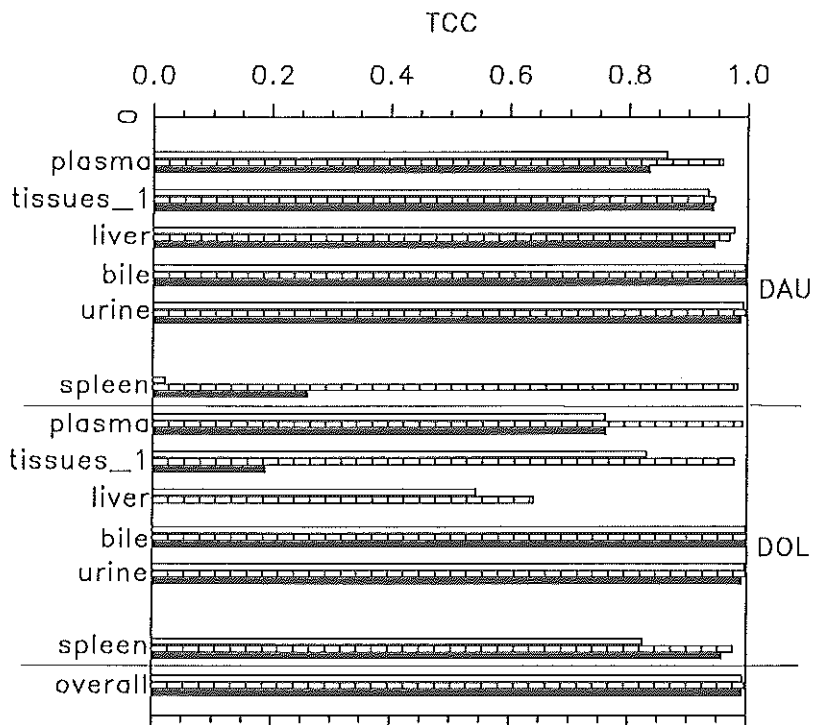 TCC
0.0 0.2 0.4 0.6 0.8 1.0
0
plasma
tissues_1
liver
bile
DAU
urine
spleen
plasma
tissues_1
liver
bile
DOL
urine
spleen
overall